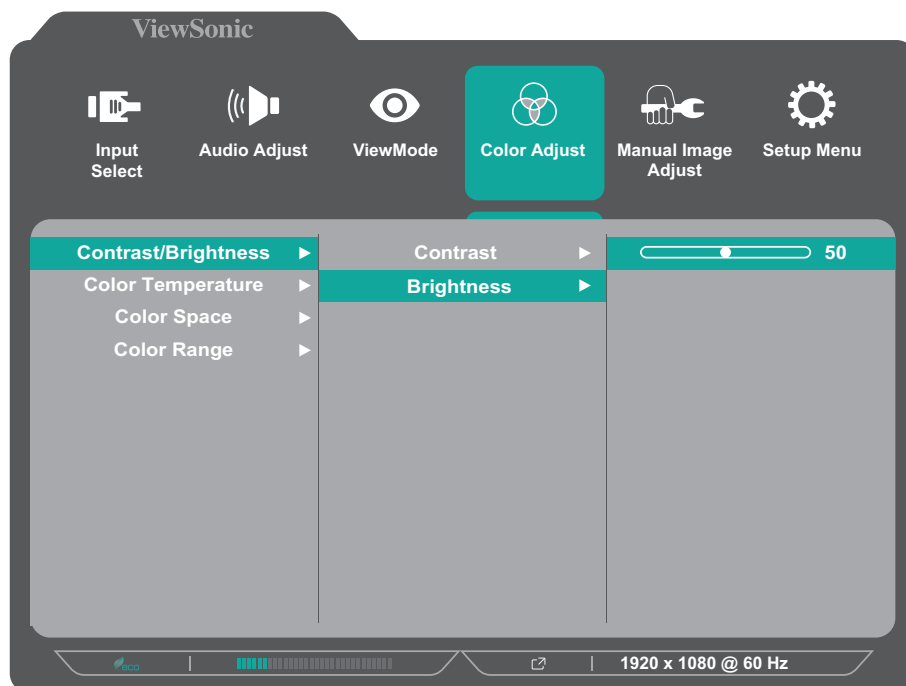 ViewSonic
Input
Select
Audio Adjust
ViewMode
Color Adjust
Manual Image
Adjust
Setup Menu
Contrast/Brightness
Color Temperature
Color Space
Color Range
Contrast
Brightness
50
eco
1920 x 1080 @ 60 Hz